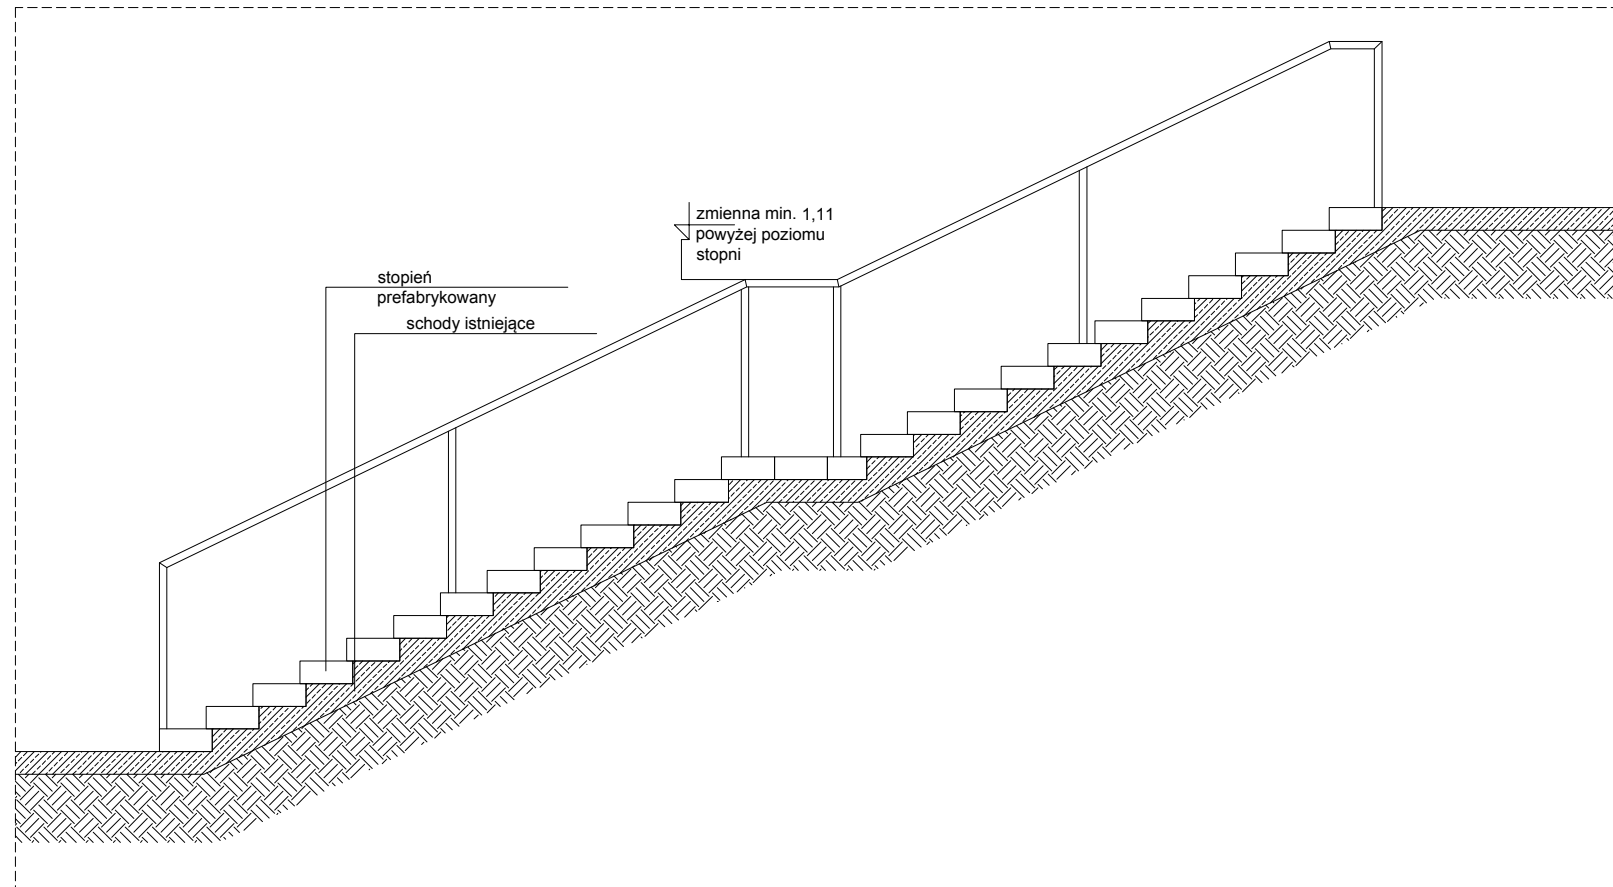 zmienna min. 1,11
powyżej poziomu
stopni
stopień
prefabrykowany
schody istniejące